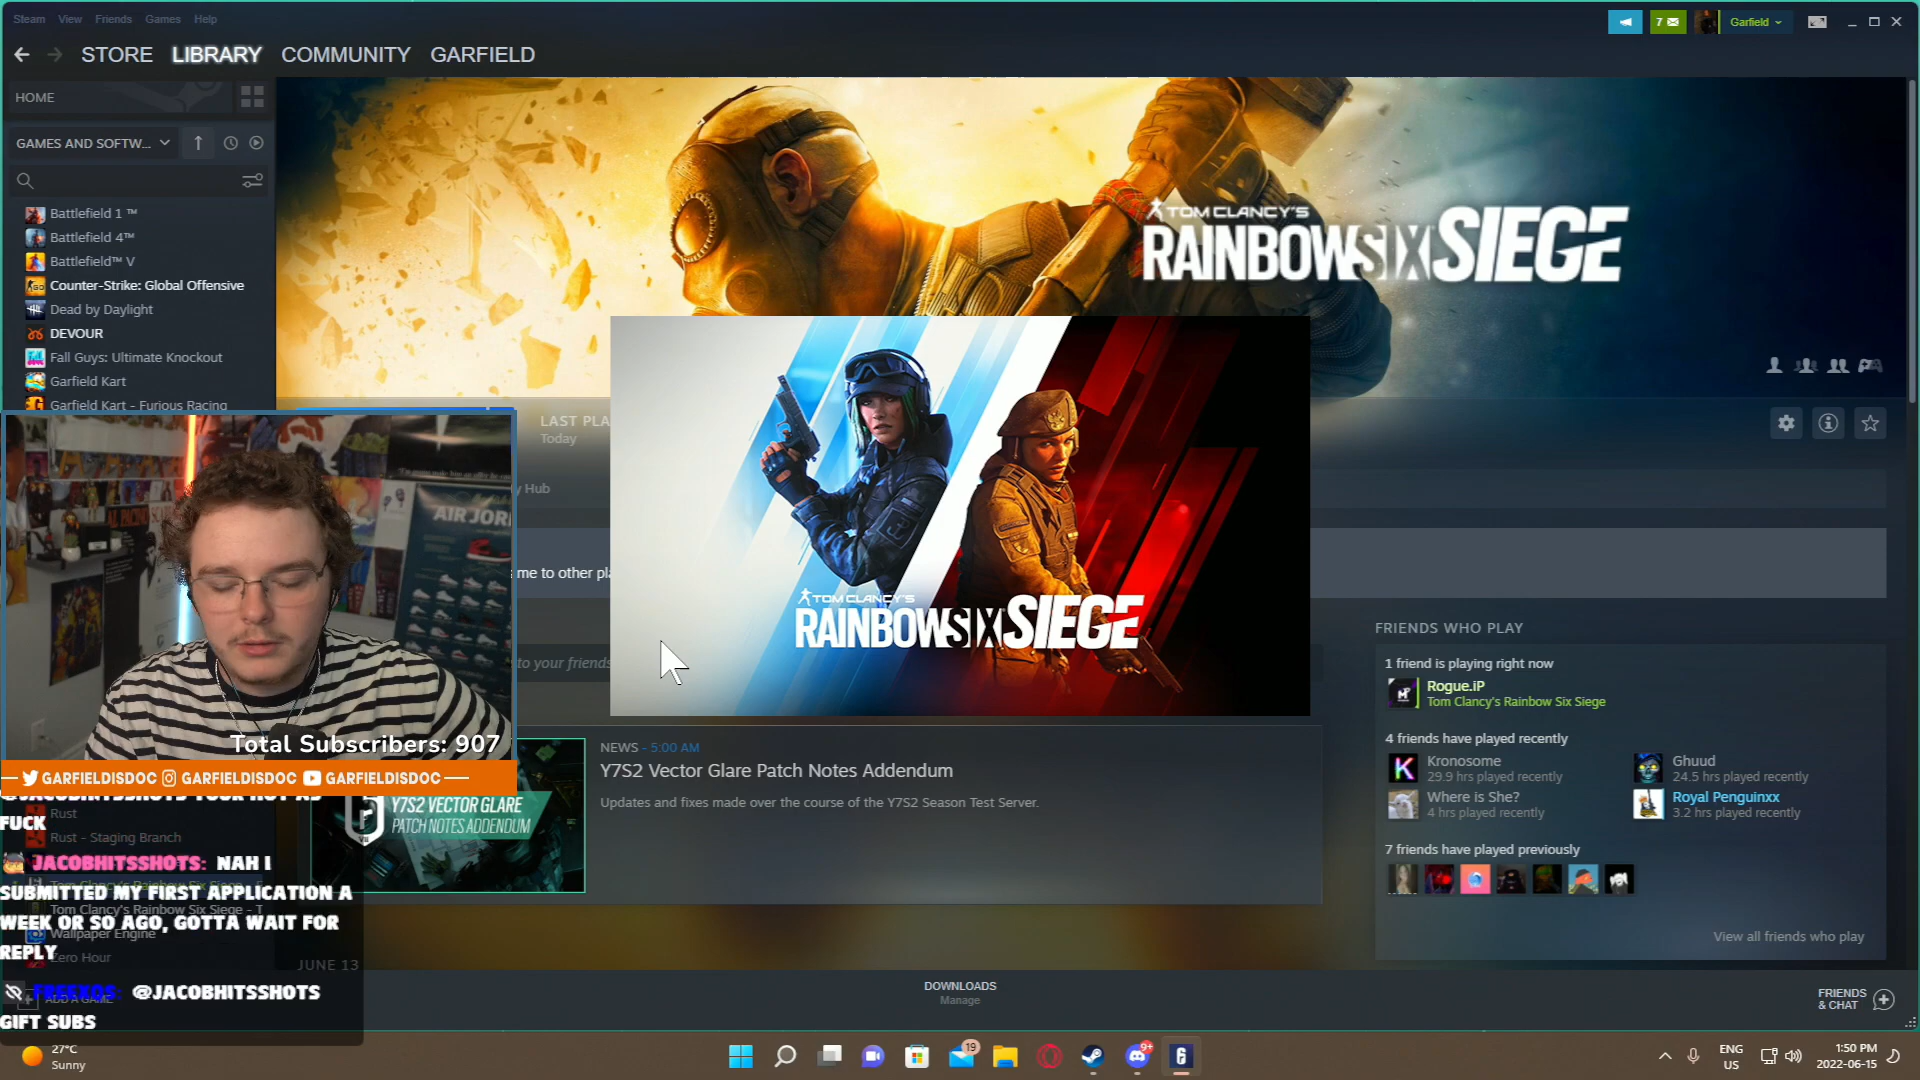 Steam View Friends Games Help
7
Garfield
STORE LIBRARY COMMUNITY GARFIELD
HOME
GAMES AND SOFTW...
Battlefield 1 ™
Battlefield 4™
Battlefield™ V
Counter-Strike: Global Offensive
Dead by Daylight
DEVOUR
Fall Guys: Ultimate Knockout
Garfield Kart
Garfield Kart - Furious Racing
TOM CLANCY'S
RAINBOWSIX SIEGE
LAST PLA
Today
y Hub
me to other pla
to your friends
TOM CLANCY'S
RAINBOWSIX SIEGE
AIR JOR
Total Subscribers: 907
GARFIELDISDOC GARFIELDISDOC GARFIELDISDOC
FUCK
Rust
Rust - Staging Branch
JACOBHITSSHOTS: NAH I
SUBMITTED MY FIRST APPLICATION A
Tom Clancy's Rainbow Six Siege - T
WEEK OR SO AGO, GOTTA WAIT FOR
Wallpaper Engine
REPLY
Zero Hour
JUNE 13
@JACOBHITSSHOTS
ADD A GAME
GIFT SUBS
Y7S2 VECTOR GLARE
PATCH NOTES ADDENDUM
NEWS - 5:00 AM
Y7S2 Vector Glare Patch Notes Addendum
Updates and fixes made over the course of the Y7S2 Season Test Server.
FRIENDS WHO PLAY
1 friend is playing right now
Rogue.iP
Tom Clancy's Rainbow Six Siege
4 friends have played recently
Kronosome
29.9 hrs played recently
Ghuud
24.5 hrs played recently
Where is She?
4 hrs played recently
Royal Penguinxx
3.2 hrs played recently
7 friends have played previously
View all friends who play
DOWNLOADS
Manage
FRIENDS
& CHAT
27°C
Sunny
19
9+
ENG
US
1:50 PM
2022-06-15